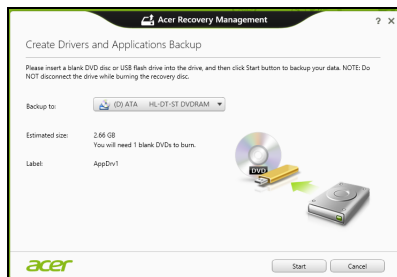 Acer Recovery Management
? ×
Create Drivers and Applications Backup
Please insert a blank DVD disc or USB flash drive into the drive, and then click Start button to backup your data. NOTE: Do
NOT disconnect the drive while burning the recovery disc.
Backup to: (D) ATA HL-DT-ST DVDRAM
Estimated size: 2.66 GB
You will need 1 blank DVDs to burn.
Label: AppDrv1
DVD
acer Start Cancel